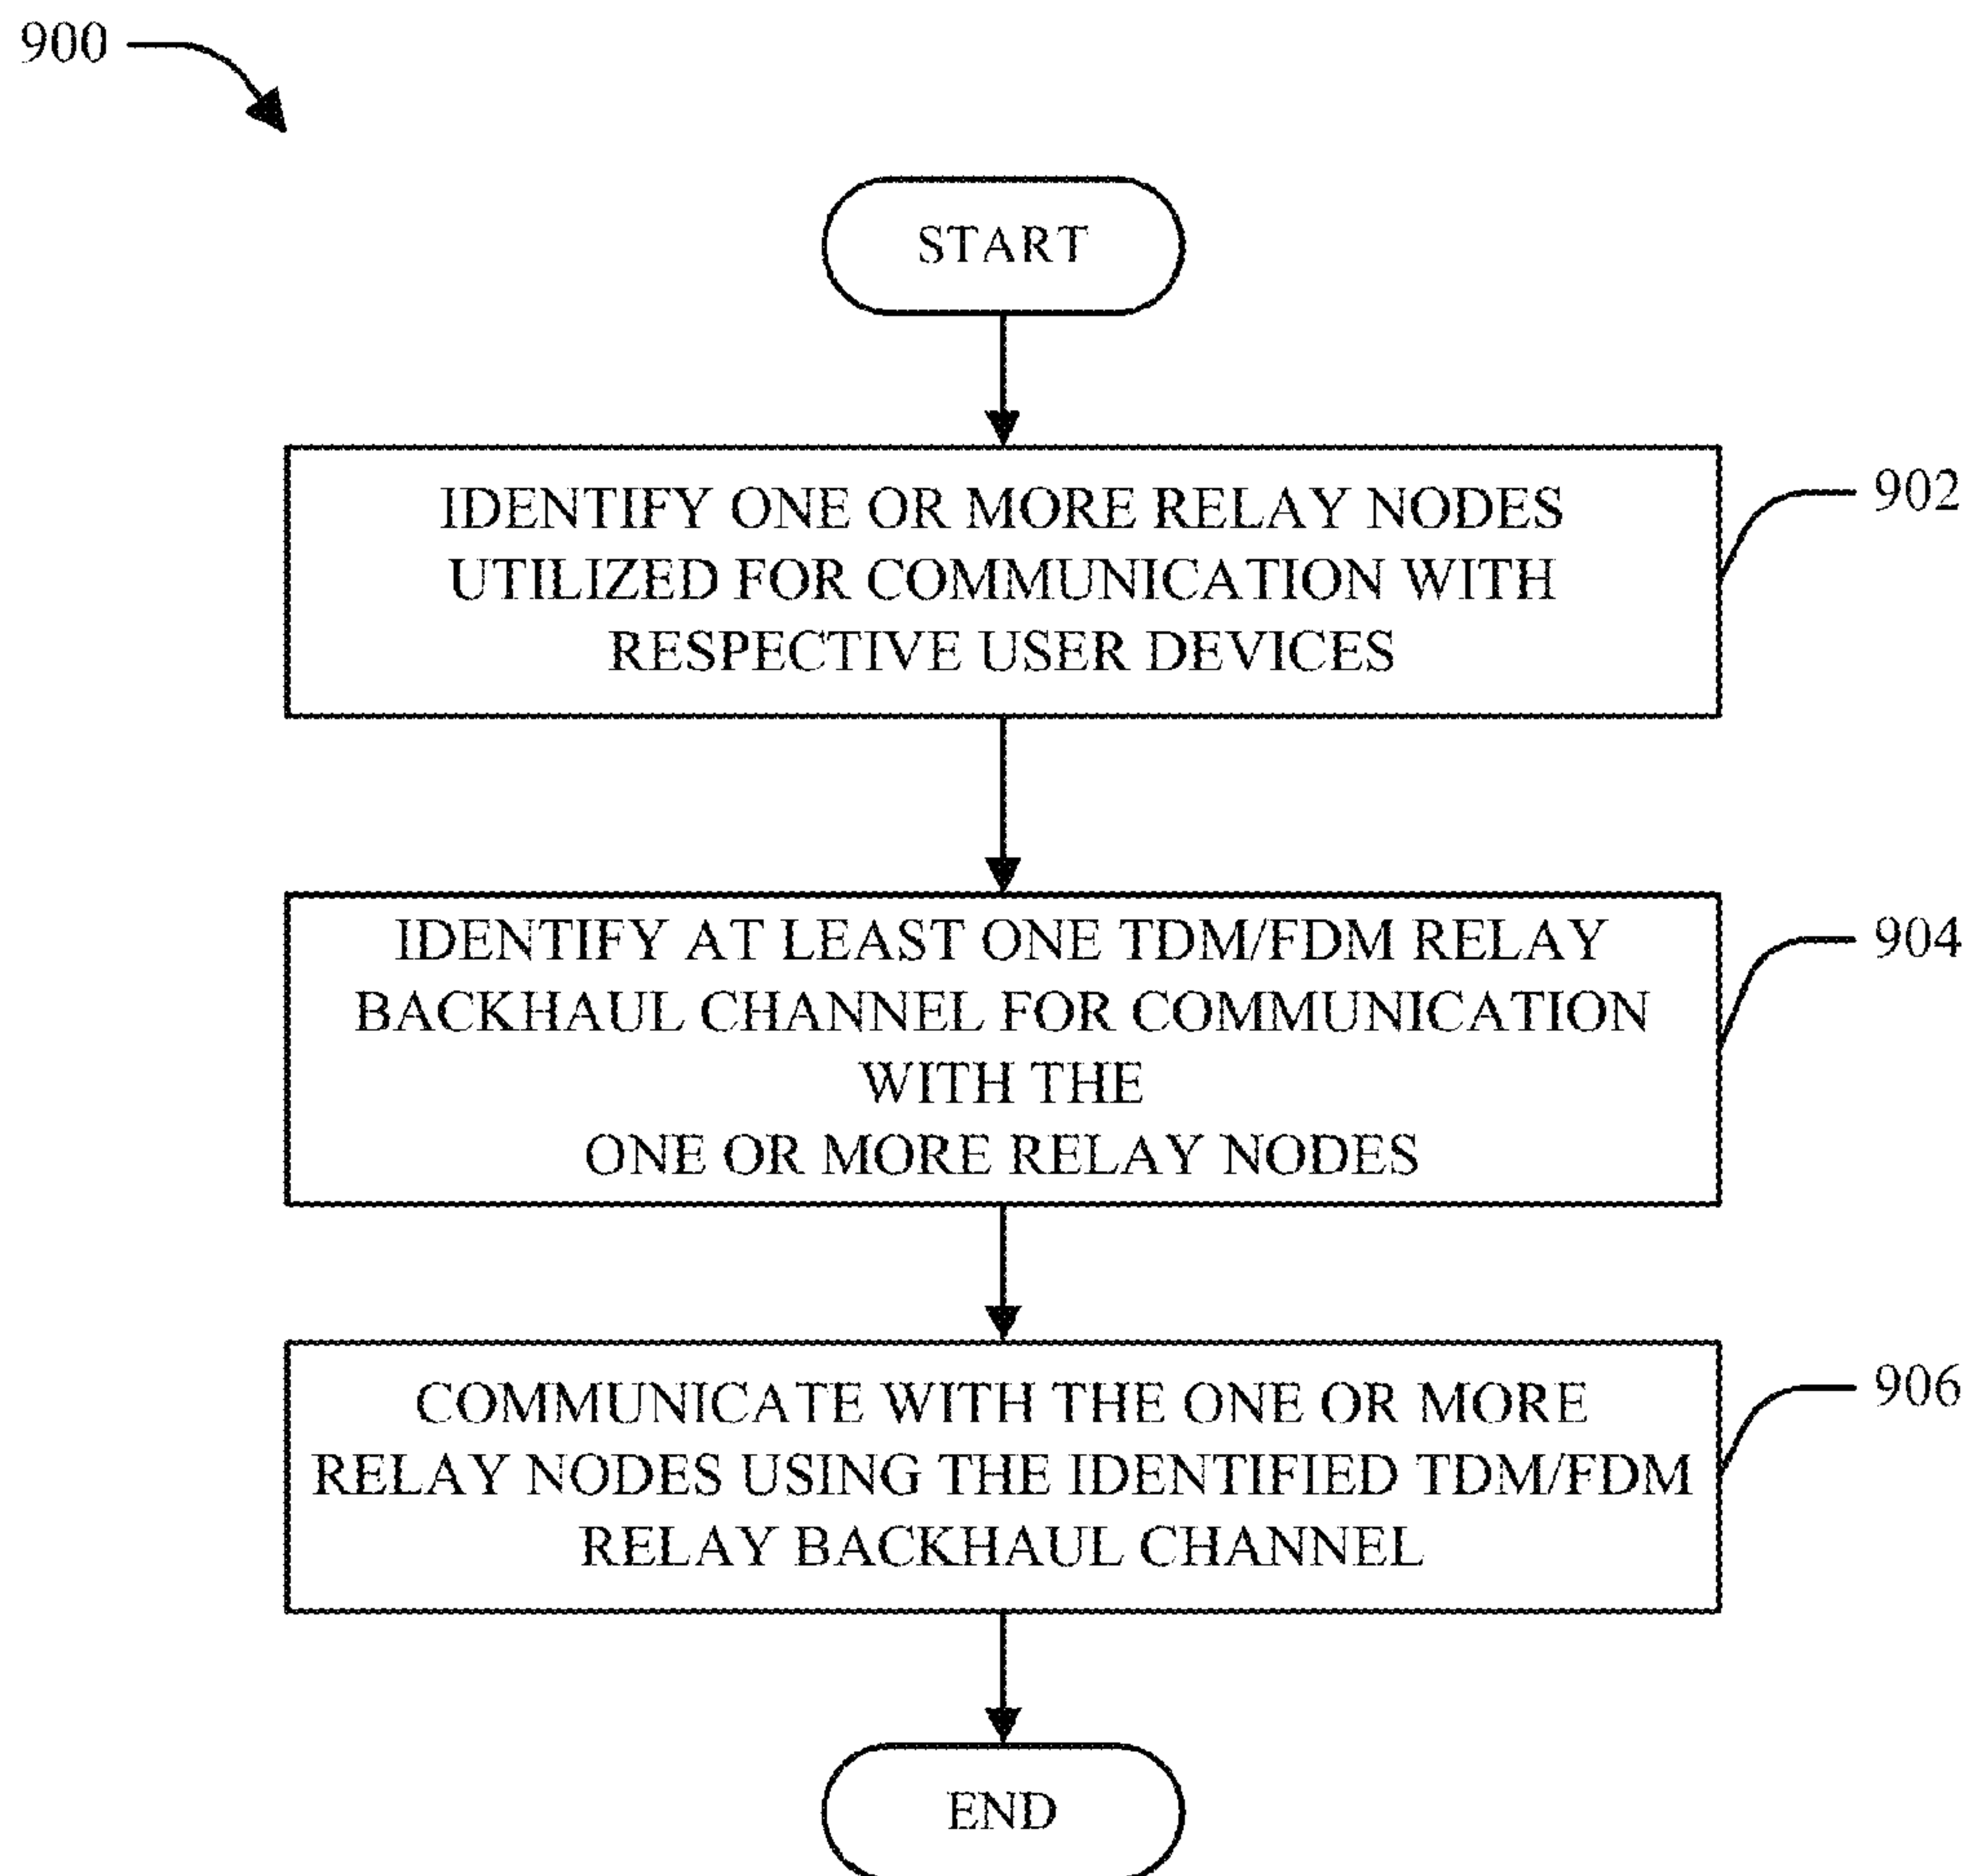 900
START
IDENTIFY ONE OR MORE RELAY NODES
UTILIZED FOR COMMUNICATION WITH
RESPECTIVE USER DEVICES
902
IDENTIFY AT LEAST ONE TDM/FDM RELAY
BACKHAUL CHANNEL FOR COMMUNICATION
WITH THE
ONE OR MORE RELAY NODES
904
COMMUNICATE WITH THE ONE OR MORE
RELAY NODES USING THE IDENTIFIED TDM/FDM
RELAY BACKHAUL CHANNEL
906
END